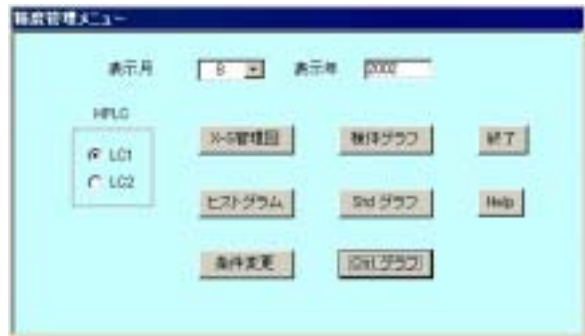 精度管理メニュー
表示月 8 表示年 2002
HPLC
LC1
LC2
X-S管理図 検体グラフ 終了
ヒストグラム Std グラフ Help
条件変更 Ctrl グラフ